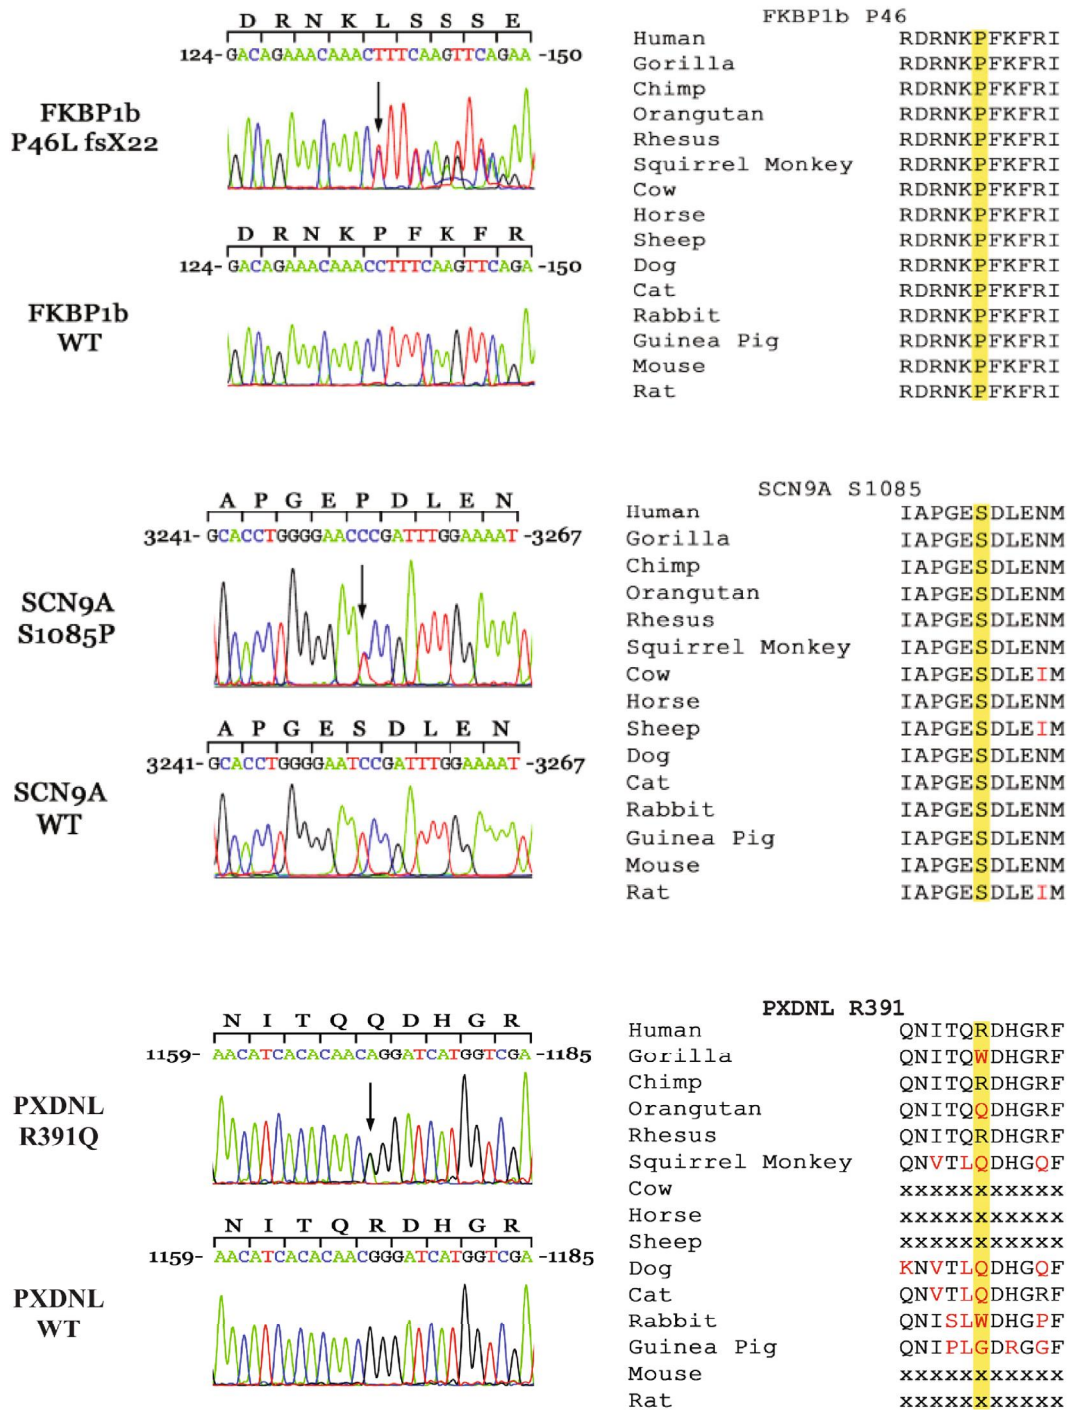 D R N K L S S S E
124- GACAGAAACAAACTTTCAAGTTCAGAA -150
FKBP1b
P46L fsX22
D R N K P F K F R
124- GACAGAAACAAACCTTTCAAGTTCAGA -150
FKBP1b
WT
FKBP1b P46
Human RDRNKPFKFRI
Gorilla RDRNKPFKFRI
Chimp RDRNKPFKFRI
Orangutan RDRNKPFKFRI
Rhesus RDRNKPFKFRI
Squirrel Monkey RDRNKPFKFRI
Cow RDRNKPFKFRI
Horse RDRNKPFKFRI
Sheep RDRNKPFKFRI
Dog RDRNKPFKFRI
Cat RDRNKPFKFRI
Rabbit RDRNKPFKFRI
Guinea Pig RDRNKPFKFRI
Mouse RDRNKPFKFRI
Rat RDRNKPFKFRI
A P G E P D L E N
3241- GCACCTGGGGAACCCGATTTGGAAAAT -3267
SCN9A
S1085P
A P G E S D L E N
3241- GCACCTGGGGAATCCGATTTGGAAAAT -3267
SCN9A
WT
SCN9A S1085
Human IAPGESDLENM
Gorilla IAPGESDLENM
Chimp IAPGESDLENM
Orangutan IAPGESDLENM
Rhesus IAPGESDLENM
Squirrel Monkey IAPGESDLENM
Cow IAPGESDLEIM
Horse IAPGESDLENM
Sheep IAPGESDLEIM
Dog IAPGESDLENM
Cat IAPGESDLENM
Rabbit IAPGESDLENM
Guinea Pig IAPGESDLENM
Mouse IAPGESDLENM
Rat IAPGESDLEIM
N I T Q Q D H G R
1159- AACATCACACAACAGGATCATGGTCGA -1185
PXDNL
R391Q
N I T Q R D H G R
1159- AACATCACACAACGGGATCATGGTCGA -1185
PXDNL
WT
PXDNL R391
Human QNITQRDHGRF
Gorilla QNITQWDHGRF
Chimp QNITQRDHGRF
Orangutan QNITQQDHGRF
Rhesus QNITQRDHGRF
Squirrel Monkey QNVTLQDHGQF
Cow xxxxxxxxxxx
Horse xxxxxxxxxxx
Sheep xxxxxxxxxxx
Dog KNVTLQDHGQF
Cat QNVTLQDHGRF
Rabbit QNISLWDHGPF
Guinea Pig QNIPLGDRGGF
Mouse xxxxxxxxxxx
Rat xxxxxxxxxxx